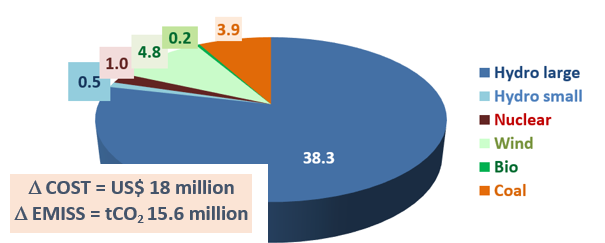 3.9
0.2
4.8
1.0
0.5
38.3
Hydro large
Hydro small
Nuclear
Wind
Bio
Coal
Δ COST = US$ 18 million
Δ EMISS = tCO₂ 15.6 million